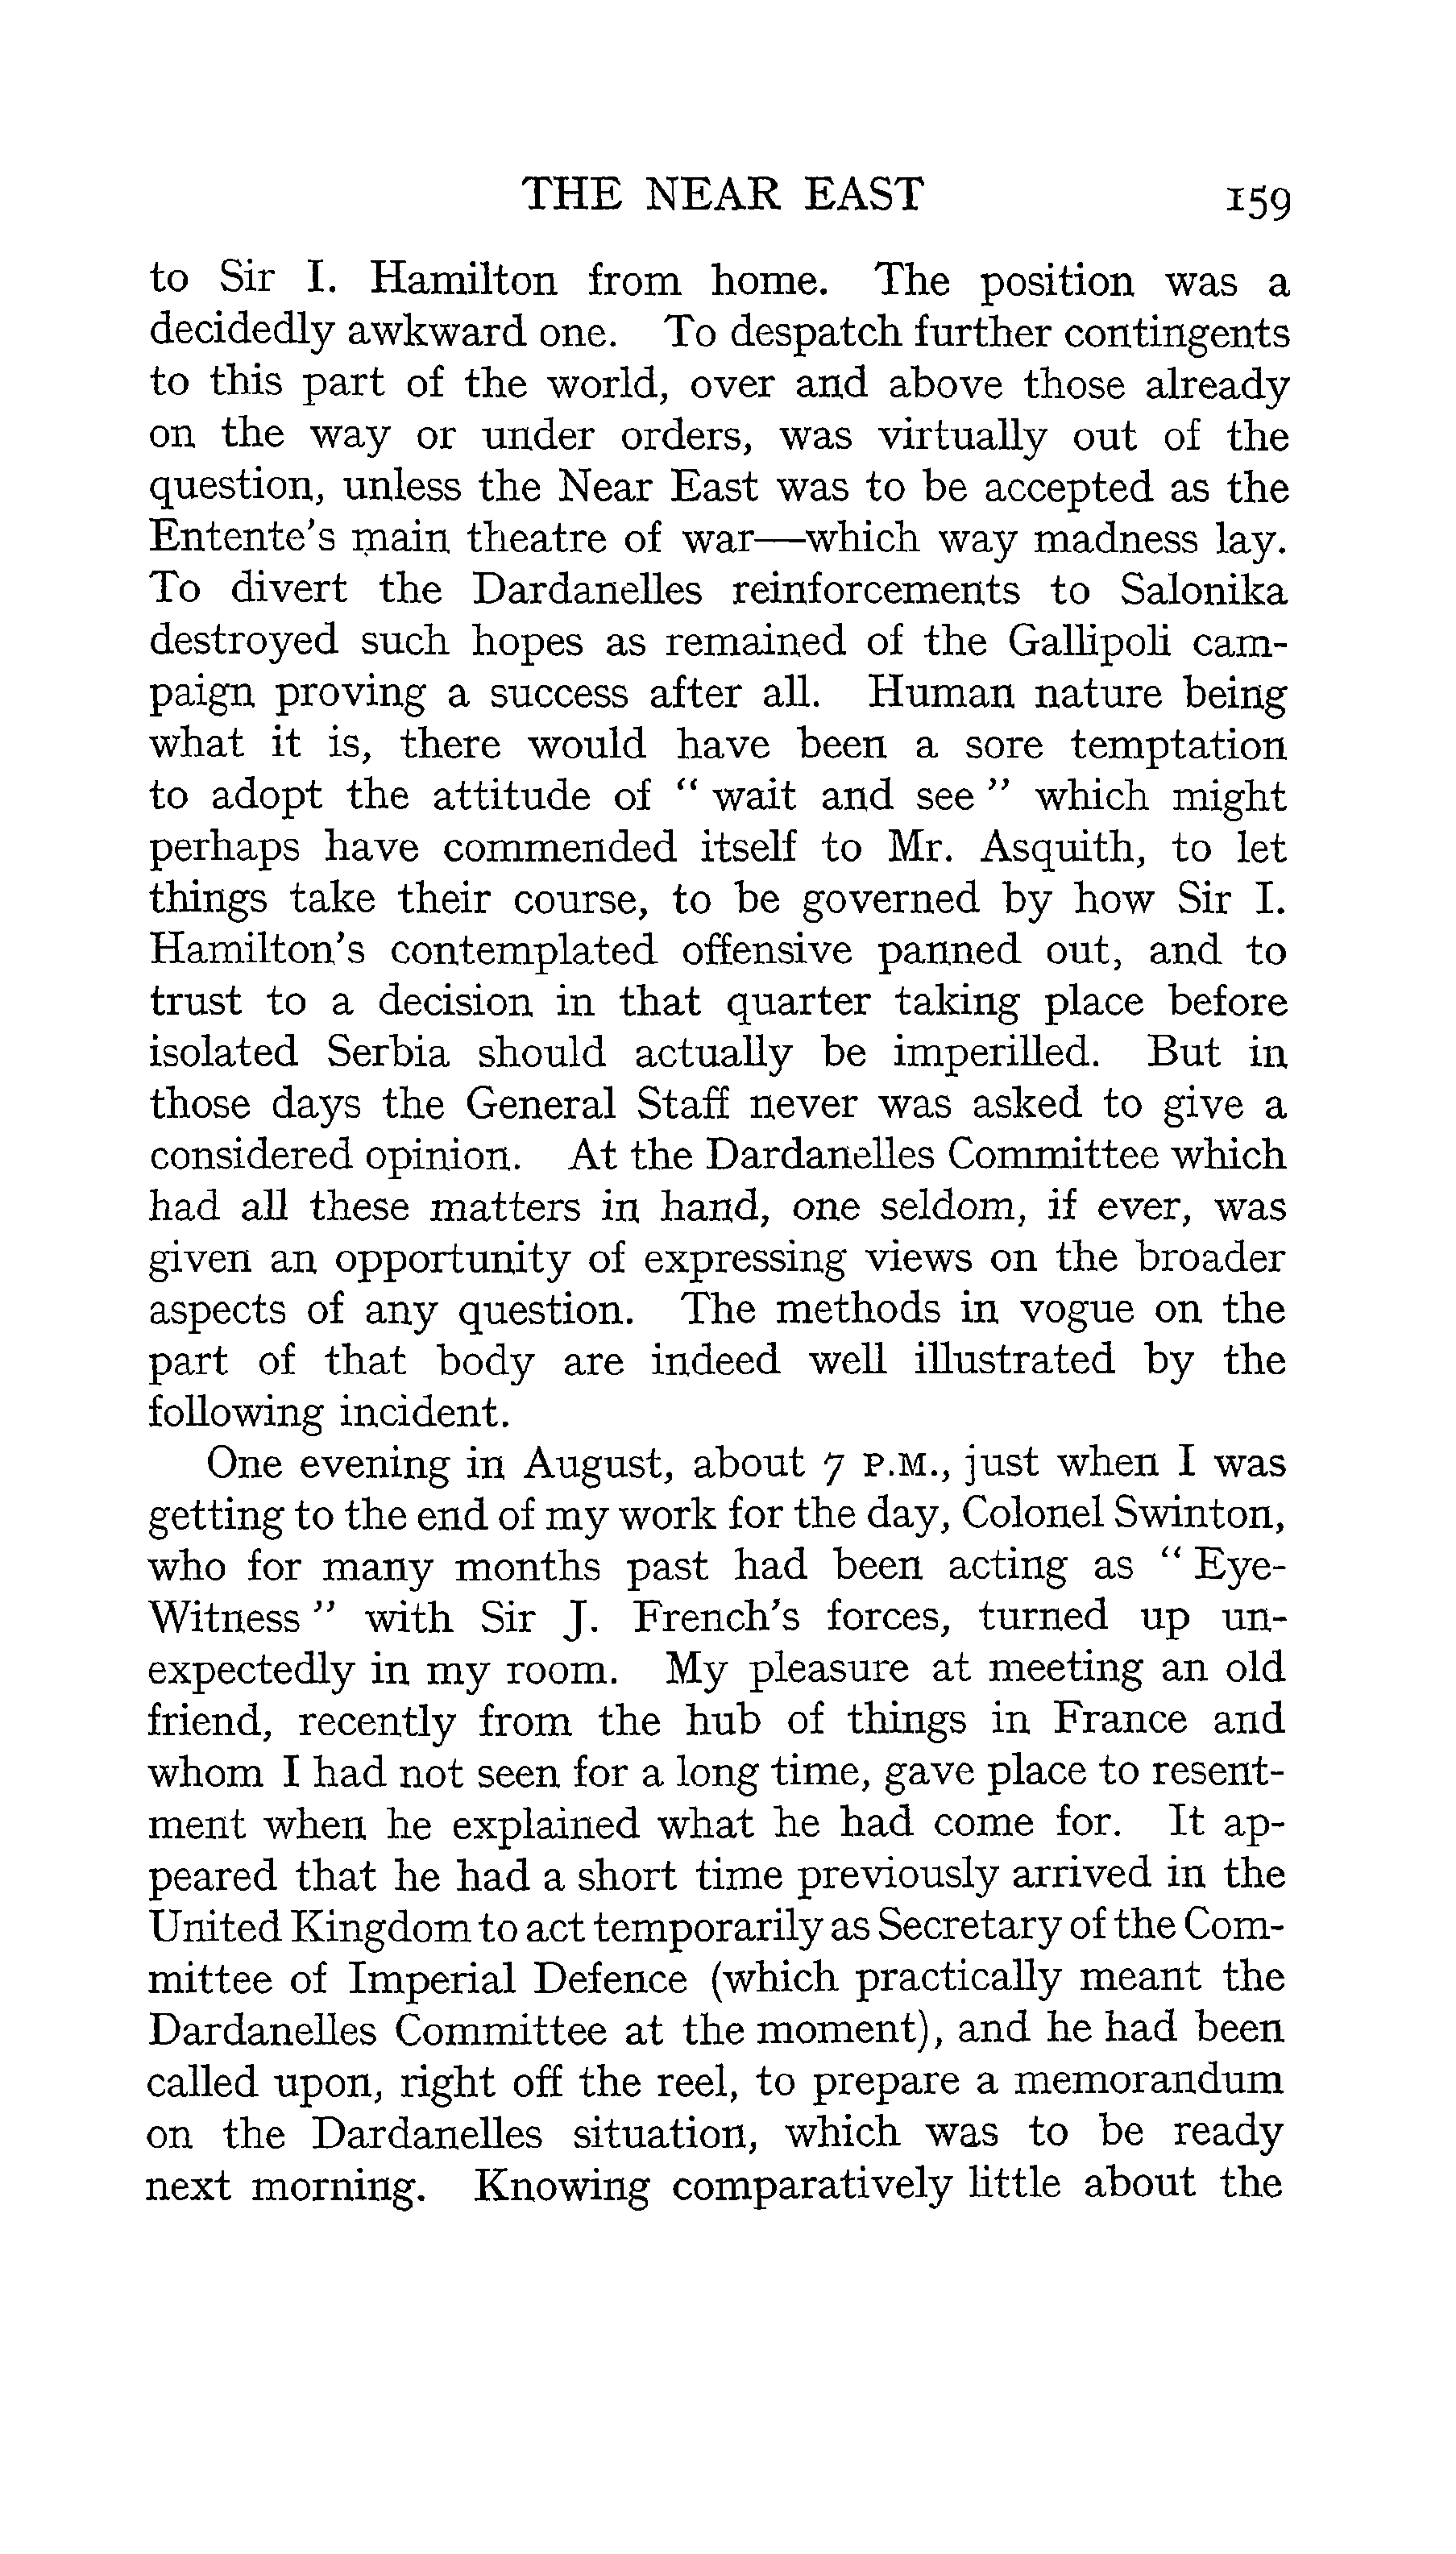 THE NEAR EAST 159
to Sir I. Hamilton from home. The position was a
decidedly awkward one. To despatch further contingents
to this part of the world, over and above those already
on the way or under orders, was virtually out of the
question, unless the Near East was to be accepted as the
Entente's main theatre of war—which way madness lay.
To divert the Dardanelles reinforcements to Salonika
destroyed such hopes as remained of the Gallipoli cam-
paign proving a success after all. Human nature being
what it is, there would have been a sore temptation
to adopt the attitude of " wait and see " which might
perhaps have commended itself to Mr. Asquith, to let
things take their course, to be governed by how Sir I.
Hamilton's contemplated offensive panned out, and to
trust to a decision in that quarter taking place before
isolated Serbia should actually be imperilled. But in
those days the General Staff never was asked to give a
considered opinion. At the Dardanelles Committee which
had all these matters in hand, one seldom, if ever, was
given an opportunity of expressing views on the broader
aspects of any question. The methods in vogue on the
part of that body are indeed well illustrated by the
following incident.
One evening in August, about 7 P.M., just when I was
getting to the end of my work for the day, Colonel Swinton,
who for many months past had been acting as " Eye-
Witness " with Sir J. French's forces, turned up un-
expectedly in my room. My pleasure at meeting an old
friend, recently from the hub of things in France and
whom I had not seen for a long time, gave place to resent-
ment when he explained what he had come for. It ap-
peared that he had a short time previously arrived in the
United Kingdom to act temporarily as Secretary of the Com-
mittee of Imperial Defence (which practically meant the
Dardanelles Committee at the moment), and he had been
called upon, right off the reel, to prepare a memorandum
on the Dardanelles situation, which was to be ready
next morning. Knowing comparatively little about the